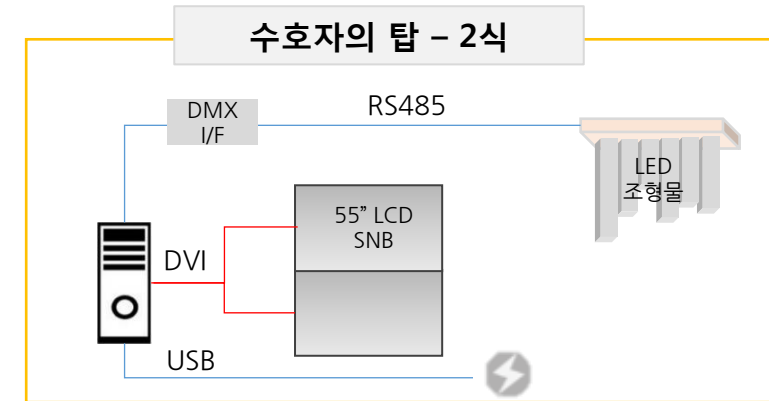 수호자의 탑 – 2식
DMX
I/F
RS485
LED
조형물
55” LCD
SNB
DVI
USB